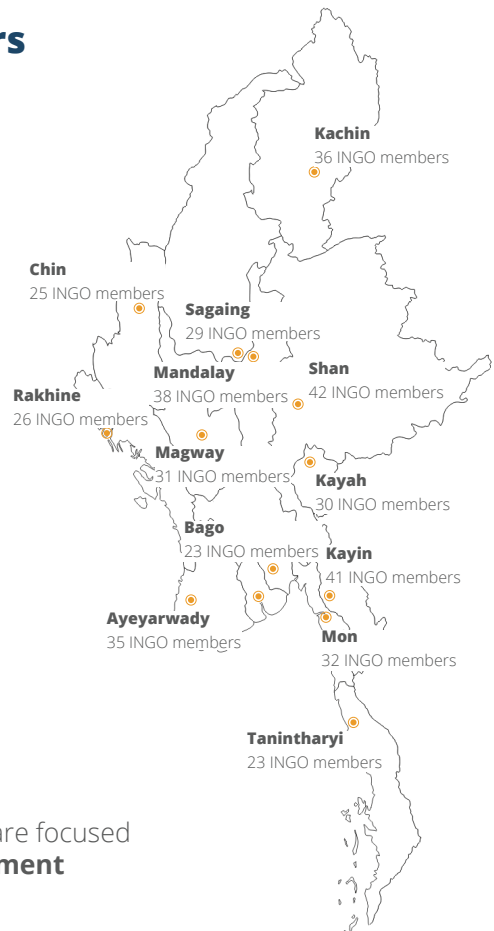 rs
Kachin
36 INGO members
Chin
25 INGO members
Sagaing
29 INGO members
Mandalay
38 INGO members
Shan
42 INGO members
Rakhine
26 INGO members
Magway
31 INGO members
Kayah
30 INGO members
Bago
23 INGO members
Kayin
41 INGO members
Ayeyarwady
35 INGO members
Mon
32 INGO members
Tanintharyi
23 INGO members
are focused
ment